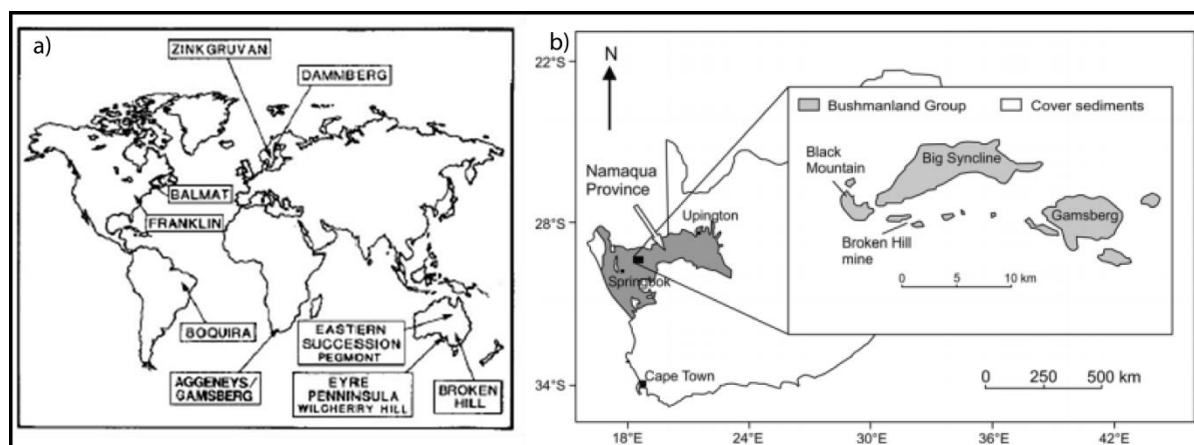 a)
ZINKGRUVAN
DAMMBERG
BALMAT
FRANKLIN
BOQUIRA
AGGENEYS/
GAMSBERG
EASTERN
SUCCESSION
PEGMONT
EYRE
PENNINSULA
WILCHERRY HILL
BROKEN
HILL
b)
N
22°S
28°S
34°S
Bushmanland Group
Cover sediments
Black
Mountain
Big Syncline
Gamsberg
Broken Hill
mine
0 5 10 km
Namaqua
Province
Upington
Springbok
Cape Town
0 250 500 km
18°E 24°E 30°E 36°E 42°E